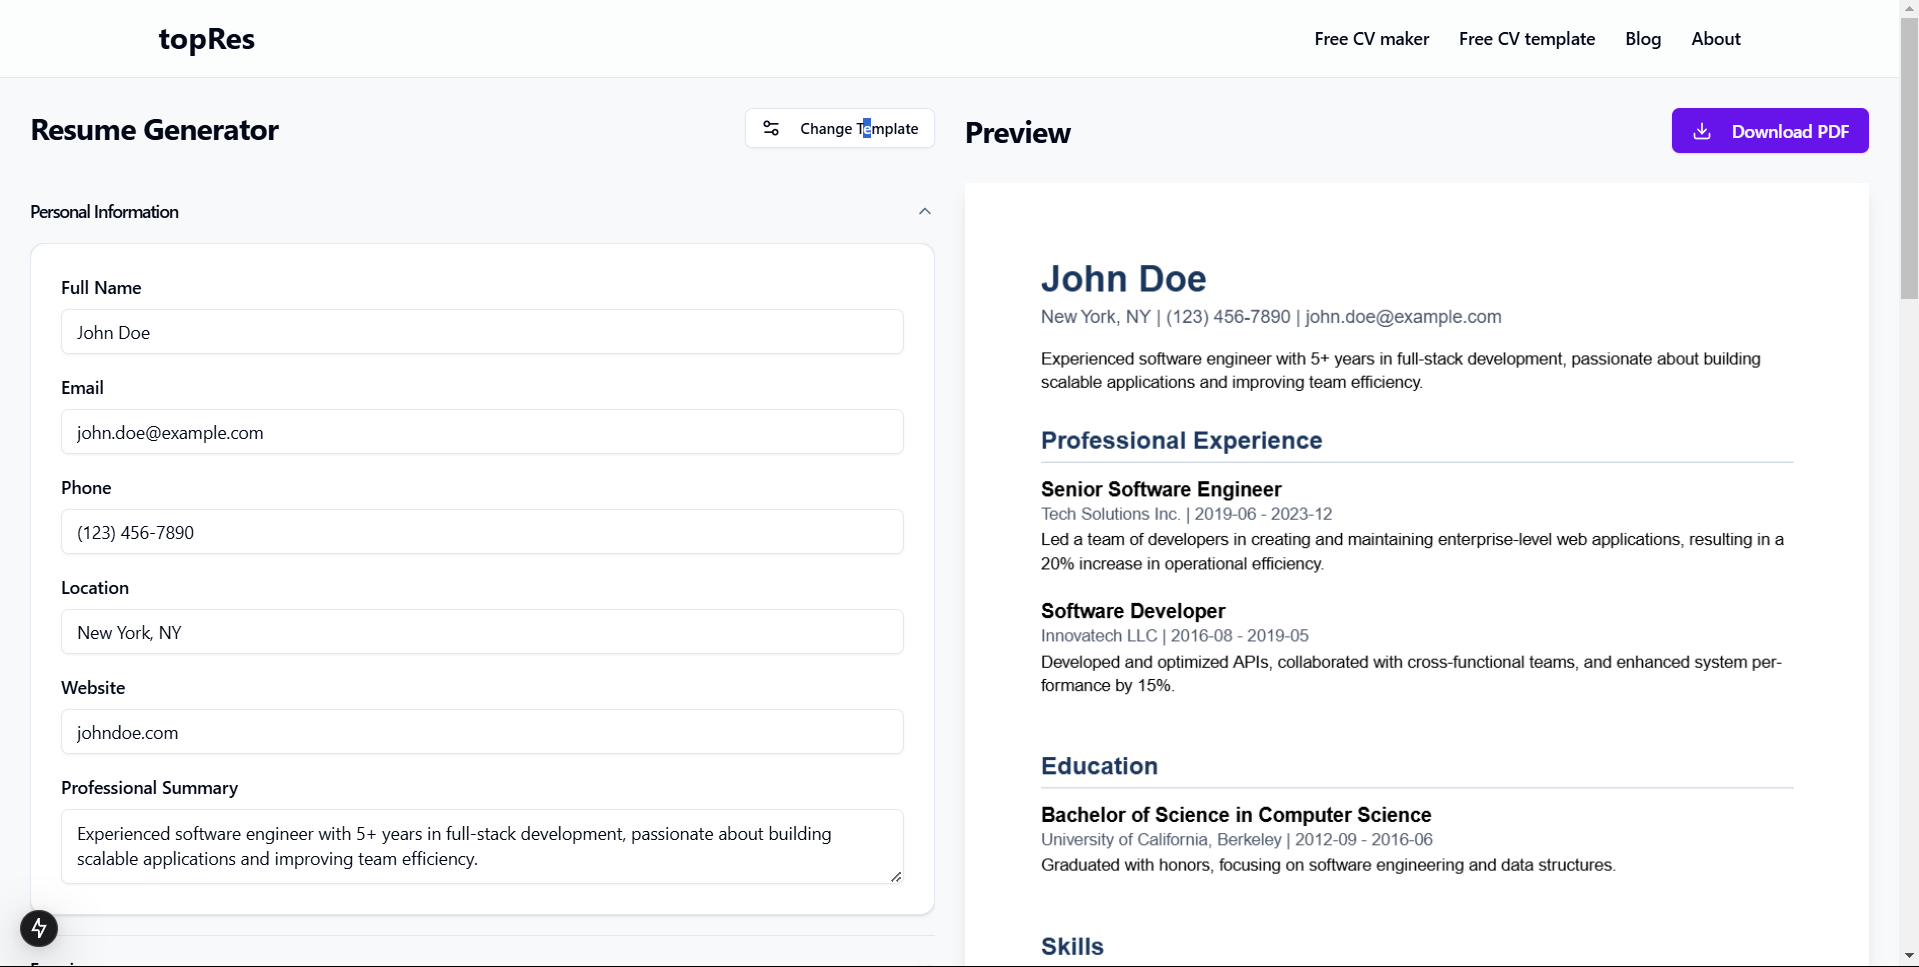 topRes
Free CV maker
Free CV template
Blog
About
Resume Generator
Change Template
Personal Information
Full Name
John Doe
Email
john.doe@example.com
Phone
(123) 456-7890
Location
New York, NY
Website
johndoe.com
Professional Summary
Experienced software engineer with 5+ years in full-stack development, passionate about building
scalable applications and improving team efficiency.
Preview
Download PDF
John Doe
New York, NY | (123) 456-7890 | john.doe@example.com
Experienced software engineer with 5+ years in full-stack development, passionate about building
scalable applications and improving team efficiency.
Professional Experience
Senior Software Engineer
Tech Solutions Inc. | 2019-06 - 2023-12
Led a team of developers in creating and maintaining enterprise-level web applications, resulting in a
20% increase in operational efficiency.
Software Developer
Innovatech LLC | 2016-08 - 2019-05
Developed and optimized APIs, collaborated with cross-functional teams, and enhanced system per-
formance by 15%.
Education
Bachelor of Science in Computer Science
University of California, Berkeley | 2012-09 - 2016-06
Graduated with honors, focusing on software engineering and data structures.
Skills